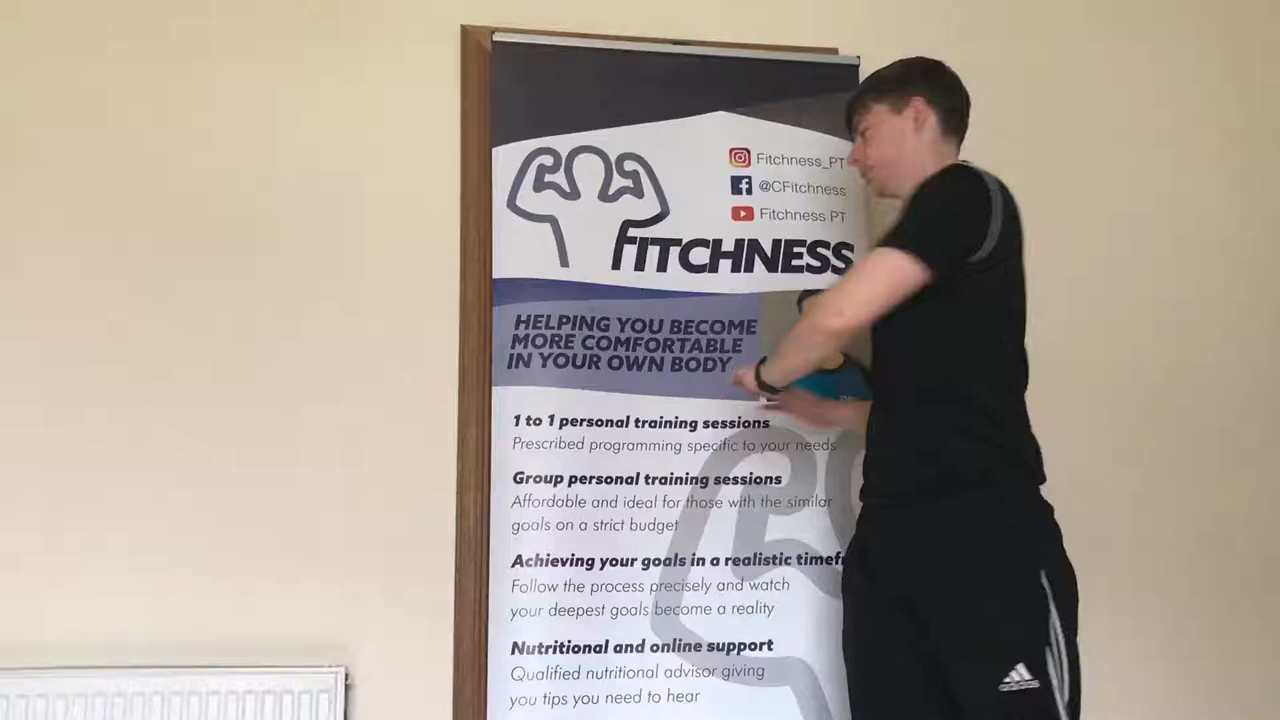 Fitchness_PT
@CFitchness
Fitchness PT
FITCHNESS
HELPING YOU BECOME
MORE COMFORTABLE
IN YOUR OWN BODY
1 to 1 personal training sessions
Prescribed programming specific to your needs
Group personal training sessions
Affordable and ideal for those with the similar
goals on a strict budget
Achieving your goals in a realistic
Follow the process precisely and watch
your deepest goals become a reality
Nutritional and online support
Qualified nutritional advisor giving
you tips you need to hear
adidas